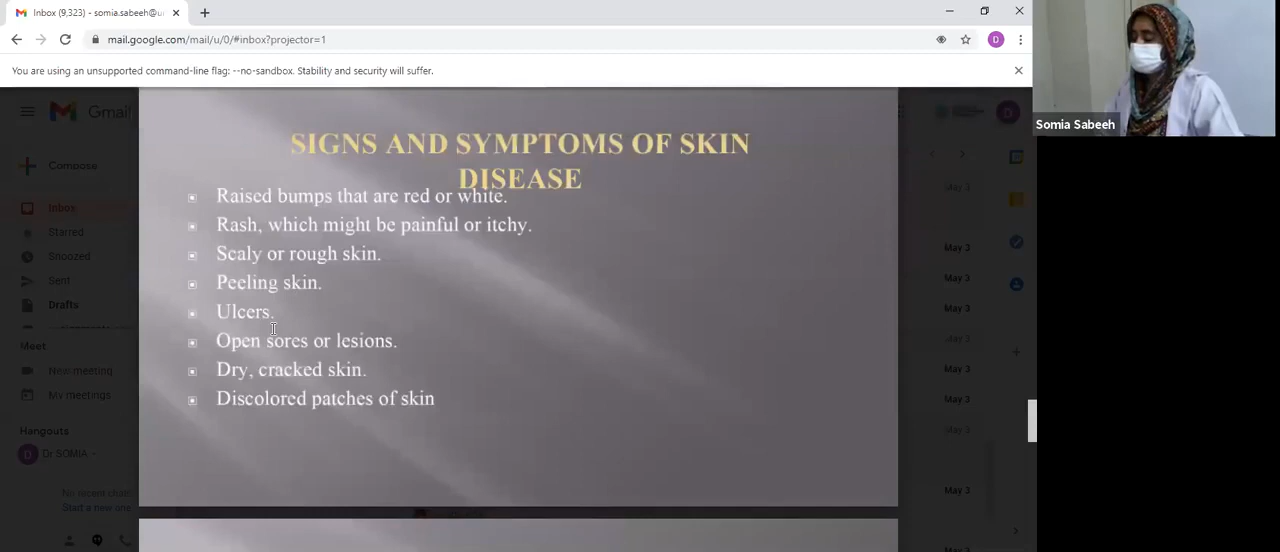 Inbox (9,323) - somia.sabeeh@u
mail.google.com/mail/u/0/#inbox?projector=1
D
You are using an unsupported command-line flag: --no-sandbox. Stability and security will suffer.
Somia Sabeeh
Gmail
Compose
Inbox
Starred
Snoozed
Sent
Drafts
Meet
New meeting
My meetings
Hangouts
D Dr SOMIA
No recent chats
Start a new one
SIGNS AND SYMPTOMS OF SKIN
DISEASE
Raised bumps that are red or white.
Rash, which might be painful or itchy.
Scaly or rough skin.
Peeling skin.
Ulcers.
Open sores or lesions.
Dry, cracked skin.
Discolored patches of skin
May 3
May 3
May 3
May 3
May 3
May 3
May 3
May 3
May 3